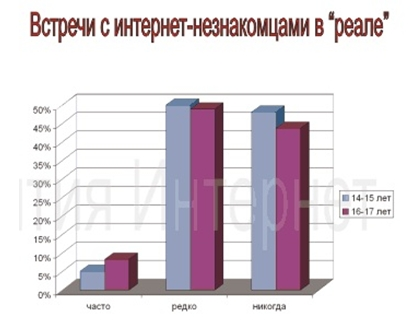 Встречи с интернет-незнакомцами в "реале"
50%
45%
40%
35%
30%
25%
20%
15%
10%
5%
0%
часто редко никогда
14-15 лет
16-17 лет
Интернет